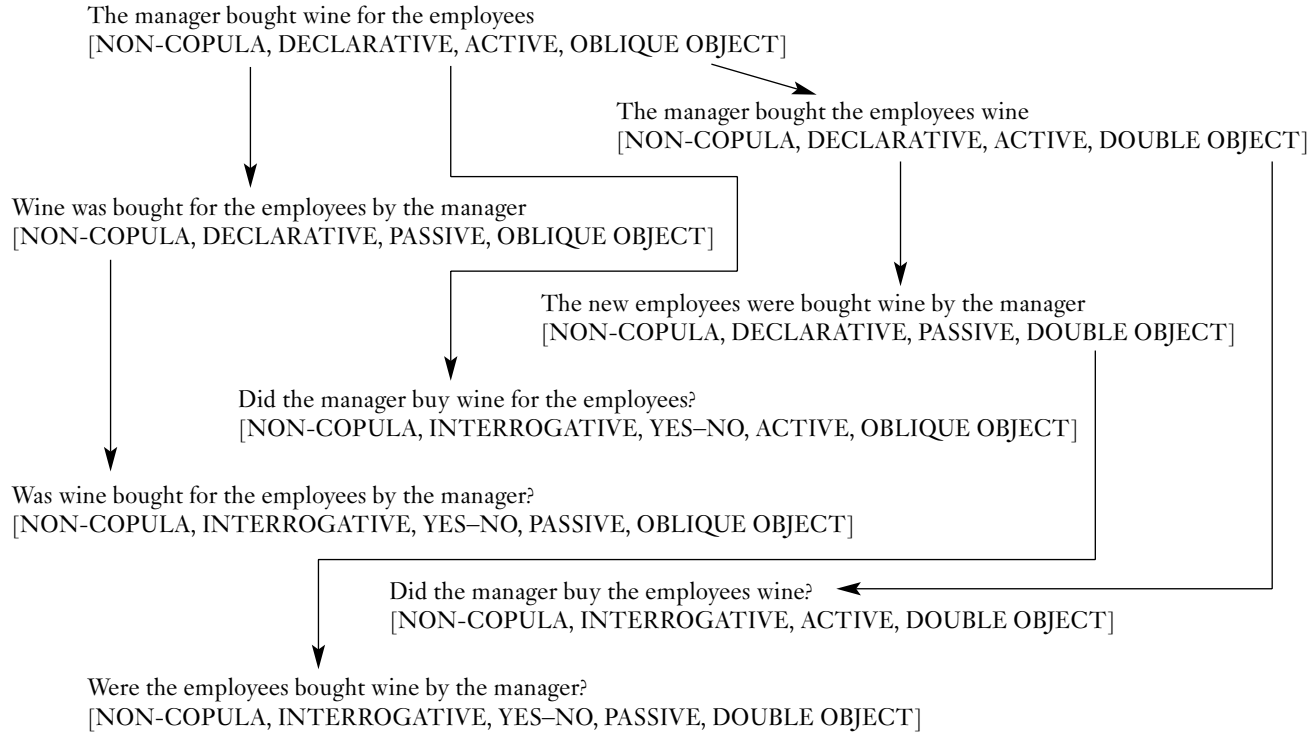 The manager bought wine for the employees
[NON-COPULA, DECLARATIVE, ACTIVE, OBLIQUE OBJECT]
The manager bought the employees wine
[NON-COPULA, DECLARATIVE, ACTIVE, DOUBLE OBJECT]
Wine was bought for the employees by the manager
[NON-COPULA, DECLARATIVE, PASSIVE, OBLIQUE OBJECT]
The new employees were bought wine by the manager
[NON-COPULA, DECLARATIVE, PASSIVE, DOUBLE OBJECT]
Did the manager buy wine for the employees?
[NON-COPULA, INTERROGATIVE, YES–NO, ACTIVE, OBLIQUE OBJECT]
Was wine bought for the employees by the manager?
[NON-COPULA, INTERROGATIVE, YES–NO, PASSIVE, OBLIQUE OBJECT]
Did the manager buy the employees wine?
[NON-COPULA, INTERROGATIVE, ACTIVE, DOUBLE OBJECT]
Were the employees bought wine by the manager?
[NON-COPULA, INTERROGATIVE, YES–NO, PASSIVE, DOUBLE OBJECT]